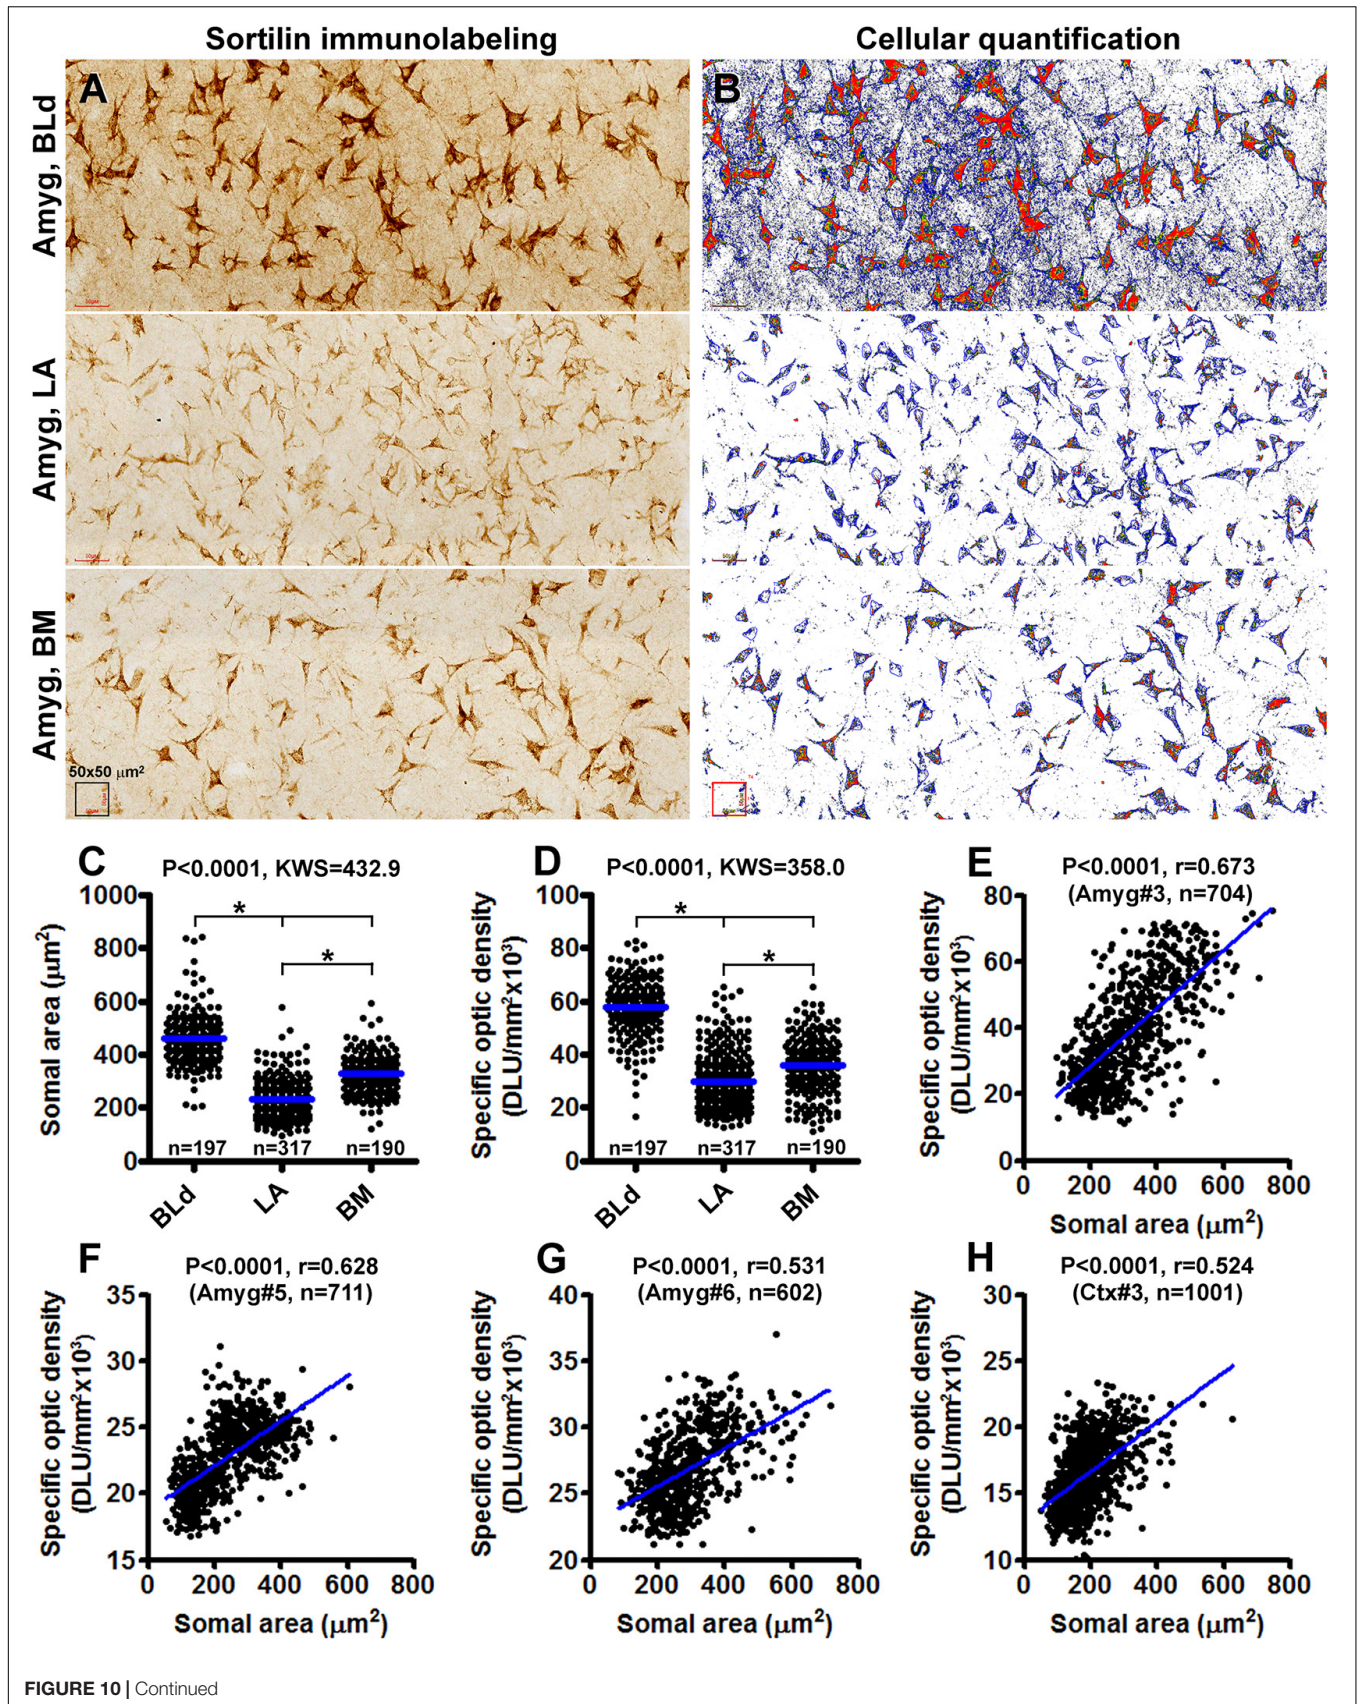 Sortilin immunolabeling
Cellular quantification
Amyg, BLd
A
B
Amyg, LA
Amyg, BM
50x50 μm²
C
P<0.0001, KWS=432.9
Somal area (μm²)
1000
800
600
400
200
0
*
*
n=197
n=317
n=190
BLd
LA
BM
D
P<0.0001, KWS=358.0
Specific optic density
(DLU/mm²x10³)
100
80
60
40
20
0
*
*
n=197
n=317
n=190
BLd
LA
BM
E
P<0.0001, r=0.673
(Amyg#3, n=704)
Specific optic density
(DLU/mm²x10³)
80
60
40
20
0
0 200 400 600 800
Somal area (μm²)
F
P<0.0001, r=0.628
(Amyg#5, n=711)
Specific optic density
(DLU/mm²x10³)
35
30
25
20
15
0 200 400 600 800
Somal area (μm²)
G
P<0.0001, r=0.531
(Amyg#6, n=602)
Specific optic density
(DLU/mm²x10³)
40
35
30
25
20
0 200 400 600 800
Somal area (μm²)
H
P<0.0001, r=0.524
(Ctx#3, n=1001)
Specific optic density
(DLU/mm²x10³)
30
25
20
15
10
0 200 400 600 800
Somal area (μm²)
FIGURE 10 | Continued